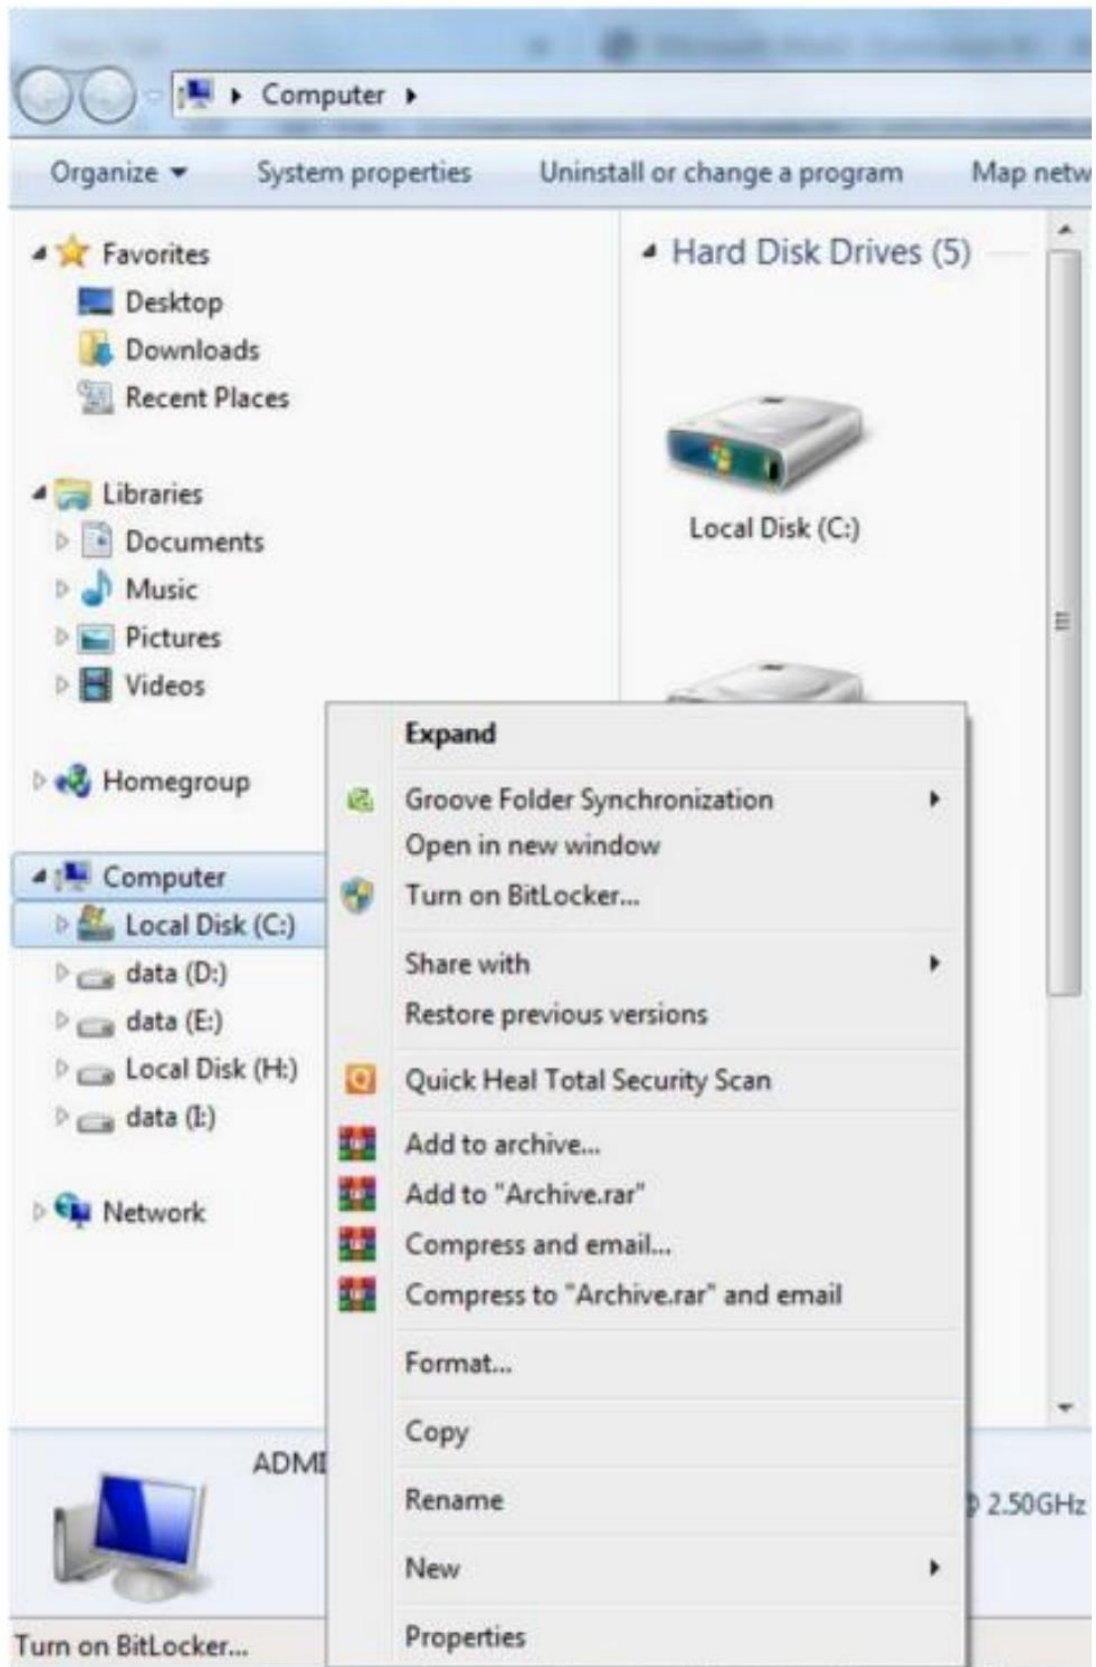 Computer
Organize System properties Uninstall or change a program Map netw
Favorites
Desktop
Downloads
Recent Places
Libraries
Documents
Music
Pictures
Videos
Homegroup
Computer
Local Disk (C:)
data (D:)
data (E:)
Local Disk (H:)
data (I:)
Network
Hard Disk Drives (5)
Local Disk (C:)
Expand
Groove Folder Synchronization
Open in new window
Turn on BitLocker...
Share with
Restore previous versions
Quick Heal Total Security Scan
Add to archive...
Add to "Archive.rar"
Compress and email...
Compress to "Archive.rar" and email
Format...
Copy
Rename
New
Properties
ADMI
2.50GHz
Turn on BitLocker...